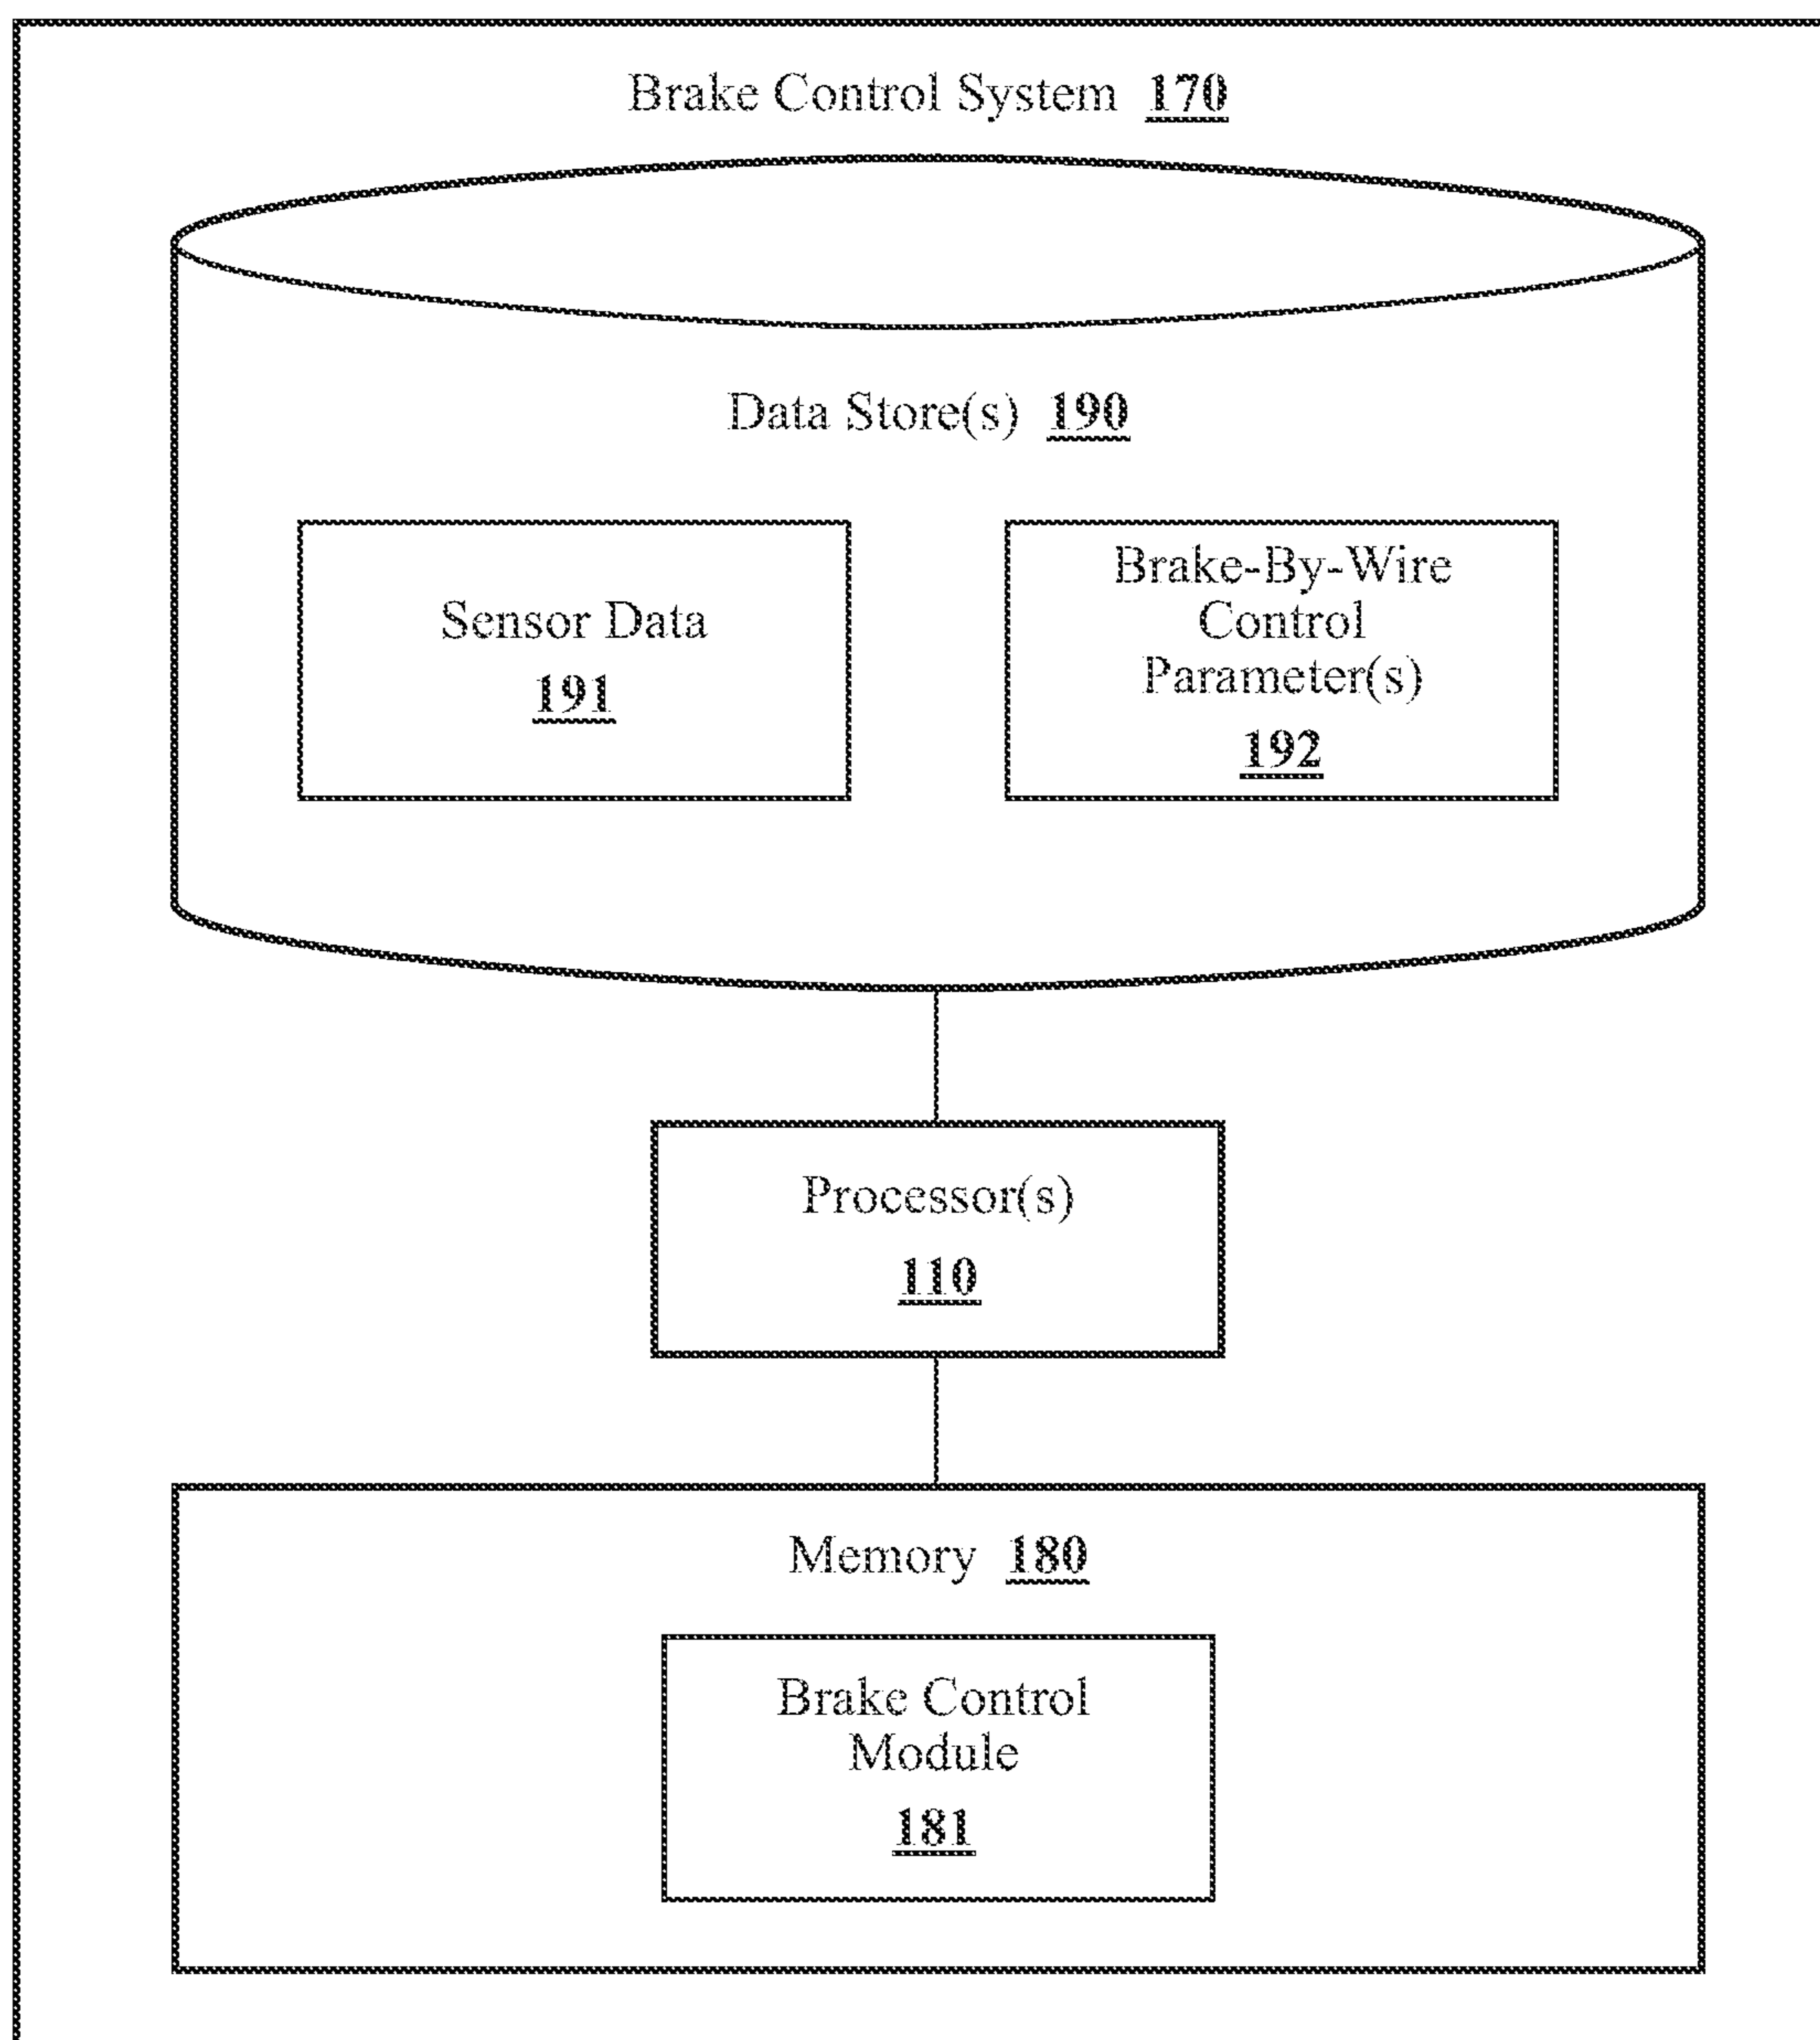 Brake Control System 170
Data Store(s) 190
Sensor Data
191
Brake-By-Wire
Control
Parameter(s)
192
Processor(s)
110
Memory 180
Brake Control
Module
181